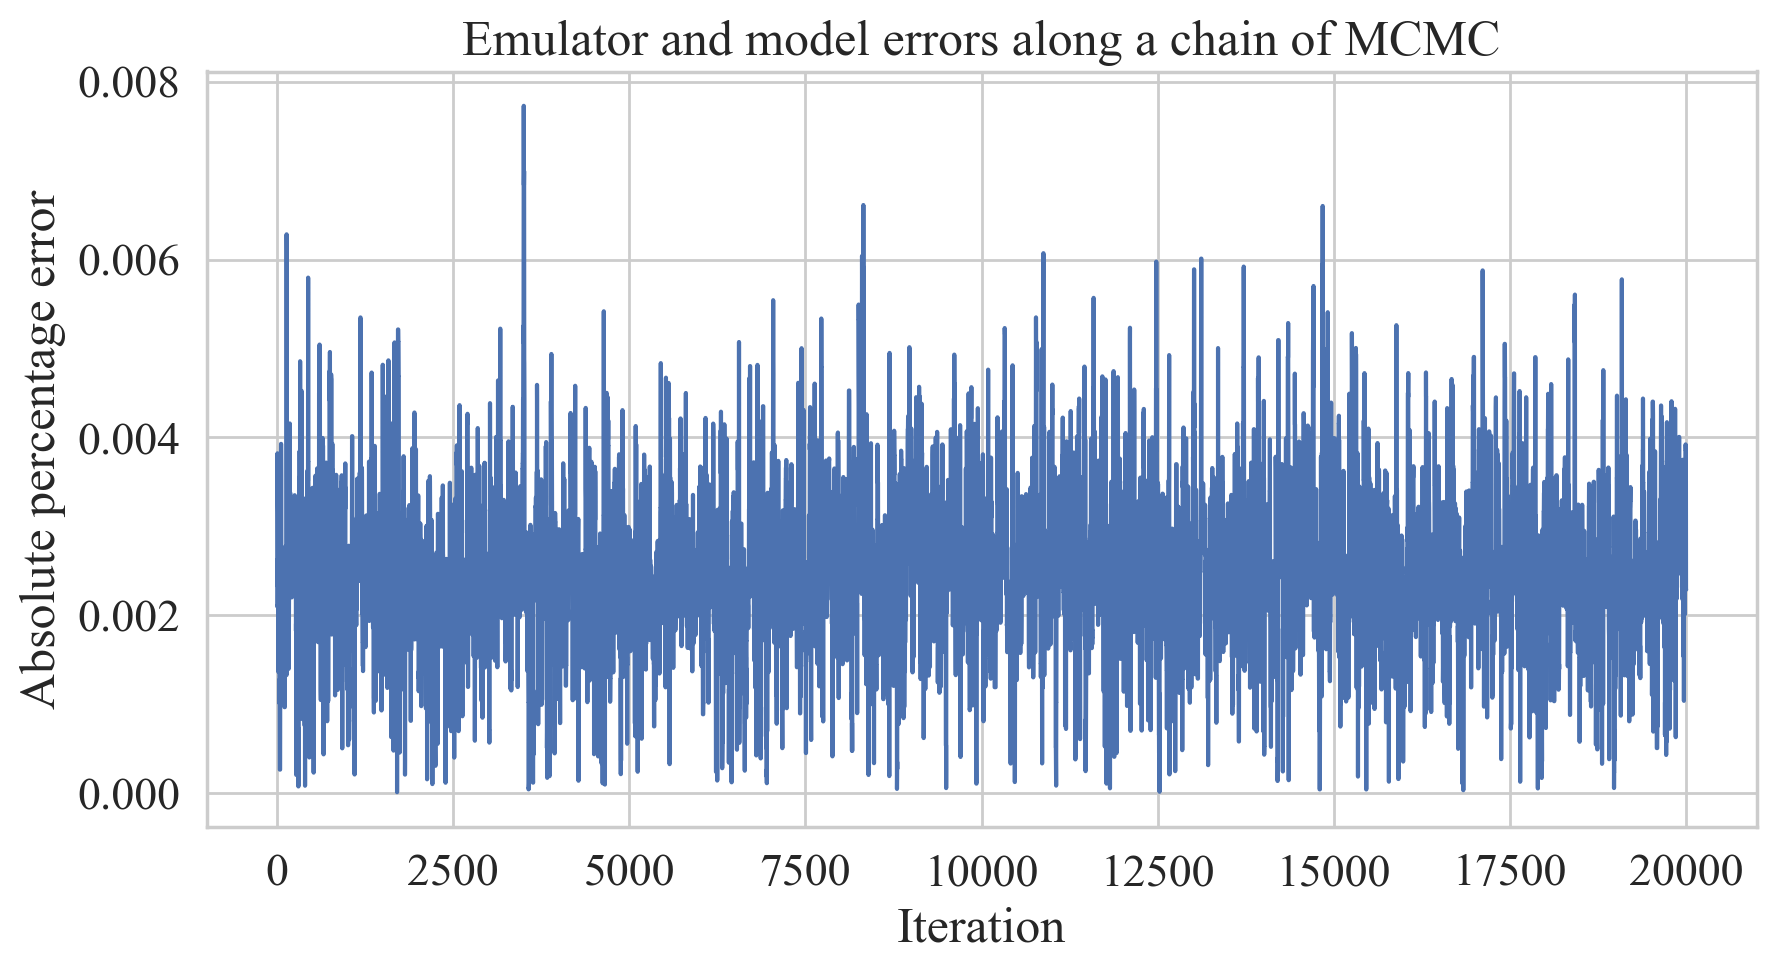 Emulator and model errors along a chain of MCMC
0.008
0.006
0.004
0.002
0.000
Absolute percentage error
0 2500 5000 7500 10000 12500 15000 17500 20000
Iteration